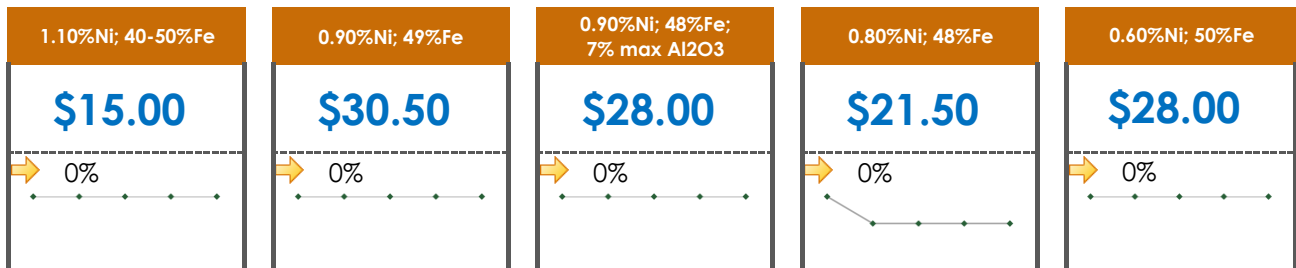 1.10%Ni; 40-50%Fe
$15.00
0%
0.90%Ni; 49%Fe
$30.50
0%
0.90%Ni; 48%Fe;
7% max Al2O3
$28.00
0%
0.80%Ni; 48%Fe
$21.50
0%
0.60%Ni; 50%Fe
$28.00
0%